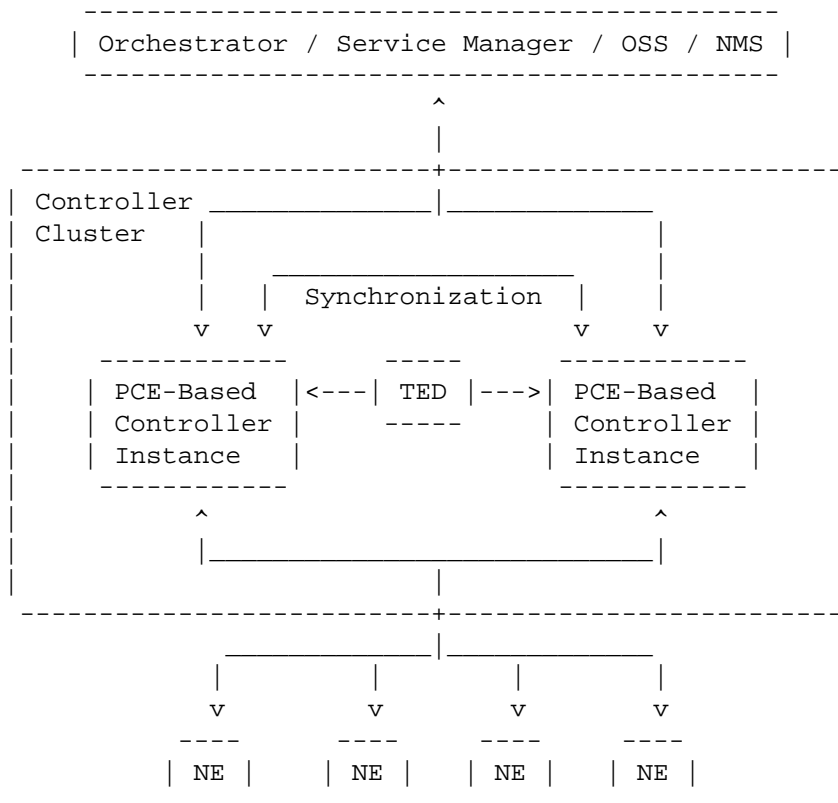 Orchestrator / Service Manager / OSS / NMS
Controller
Cluster
Synchronization
PCE-Based TED PCE-Based
Controller Controller
Instance Instance
NE NE NE NE